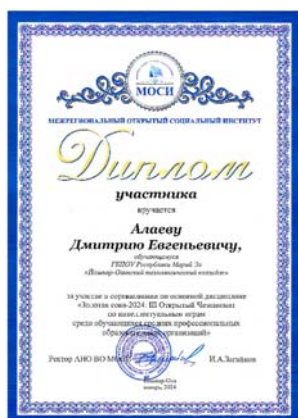 МОСИ
МЕЖРЕГИОНАЛЬНЫЙ ОТКРЫТЫЙ СОЦИАЛЬНЫЙ ИНСТИТУТ
Диплом
участника
вручается
Алаеву
Дмитрию Евгеньевичу,
обучающемуся
ГБПОУ Республики Марий Эл
«Йошкар-Олинский технологический колледж»
за участие в соревновании по основной дисциплине
«Золотая сова-2024: III Открытый Чемпионат
по интеллектуальным играм
среди обучающихся средних профессиональных
образовательных организаций»
Ректор АНО ВО МОСИ
И.А.Загайнов
Йошкар-Ола
2024